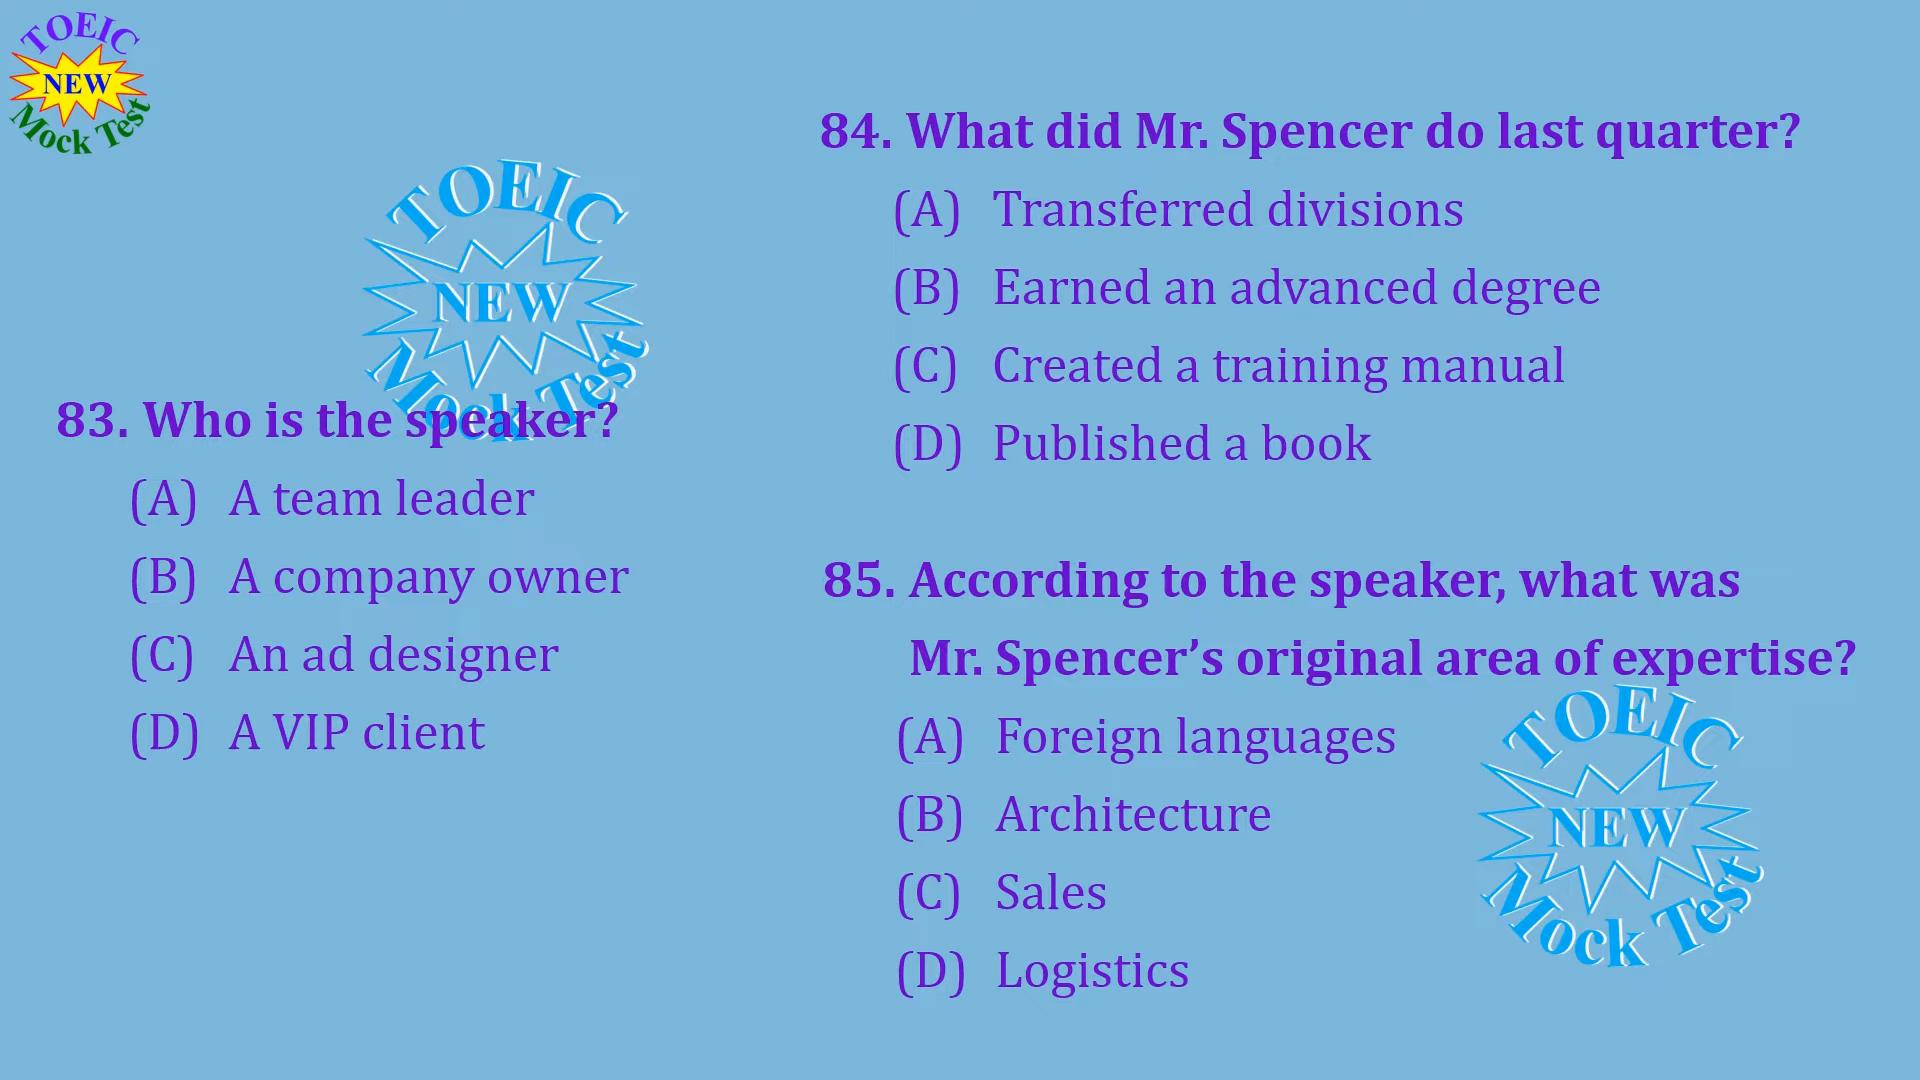 TOEIC
NEW
Mock Test
TOEIC
NEW
Mock Test
83. Who is the speaker?
(A) A team leader
(B) A company owner
(C) An ad designer
(D) A VIP client
84. What did Mr. Spencer do last quarter?
(A) Transferred divisions
(B) Earned an advanced degree
(C) Created a training manual
(D) Published a book
85. According to the speaker, what was
Mr. Spencer’s original area of expertise?
(A) Foreign languages
(B) Architecture
(C) Sales
(D) Logistics
TOEIC
NEW
Mock Test